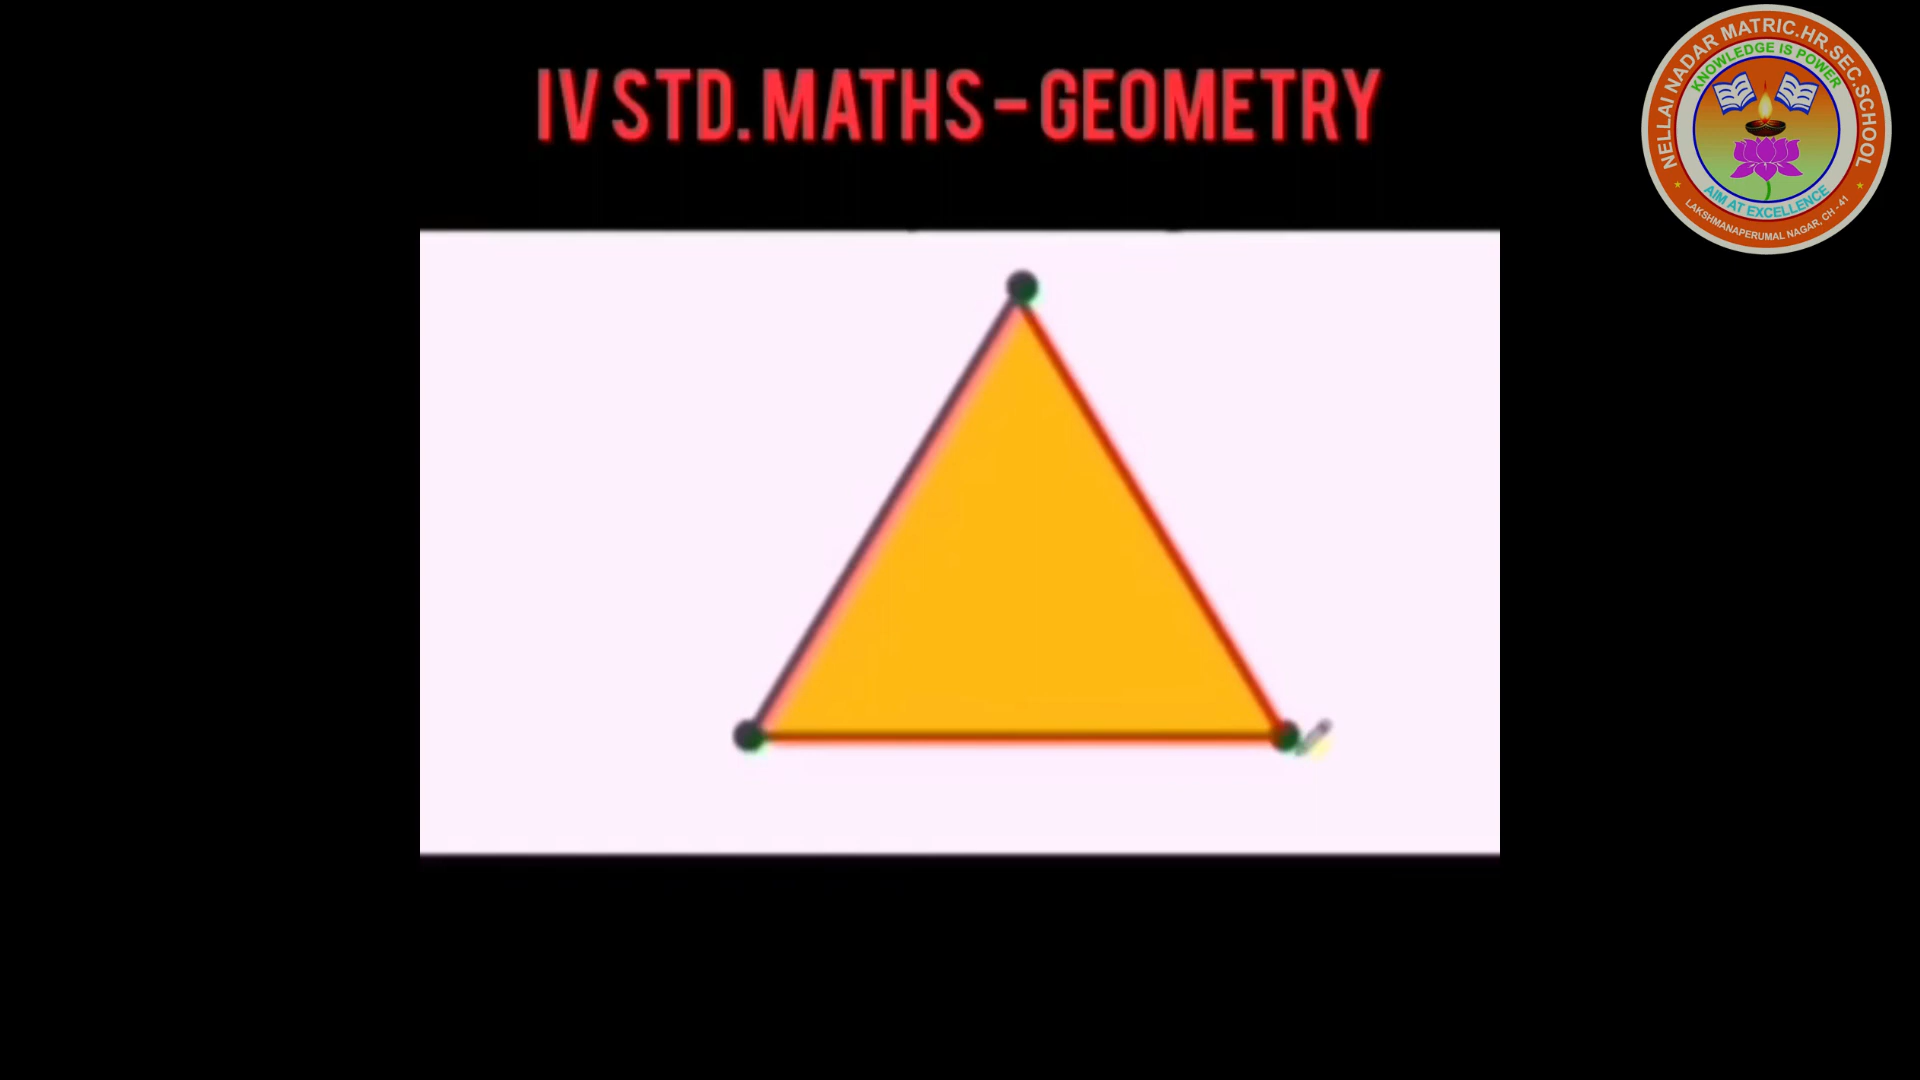 IV STD. MATHS – GEOMETRY
NELLAI NADAR MATRIC.HR.SEC.SCHOOL
KNOWLEDGE IS POWER
AIM AT EXCELLENCE
LAKSHMANAPERUMAL NAGAR, CH - 41